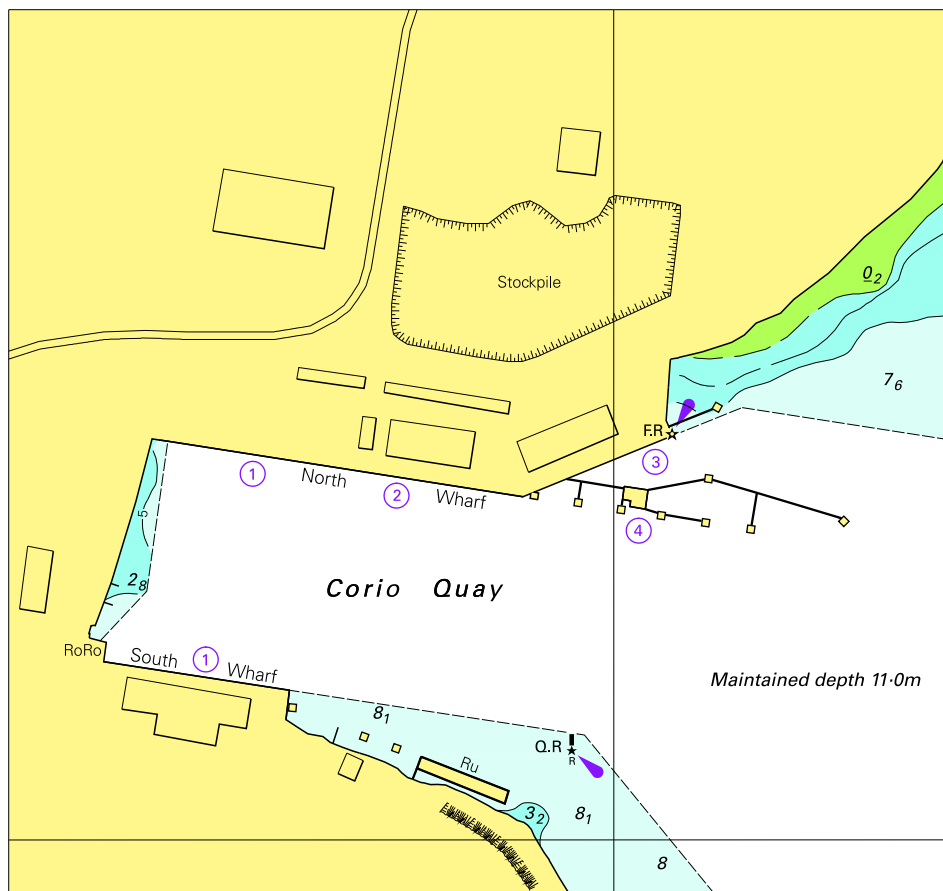 Stockpile
0₂
7₆
F.R
3
1 North 2 Wharf
4
5
2₈
Corio Quay
RoRo
South 1 Wharf
Maintained depth 11·0m
8₁
Q.R
R
Ru
3₂
8₁
8